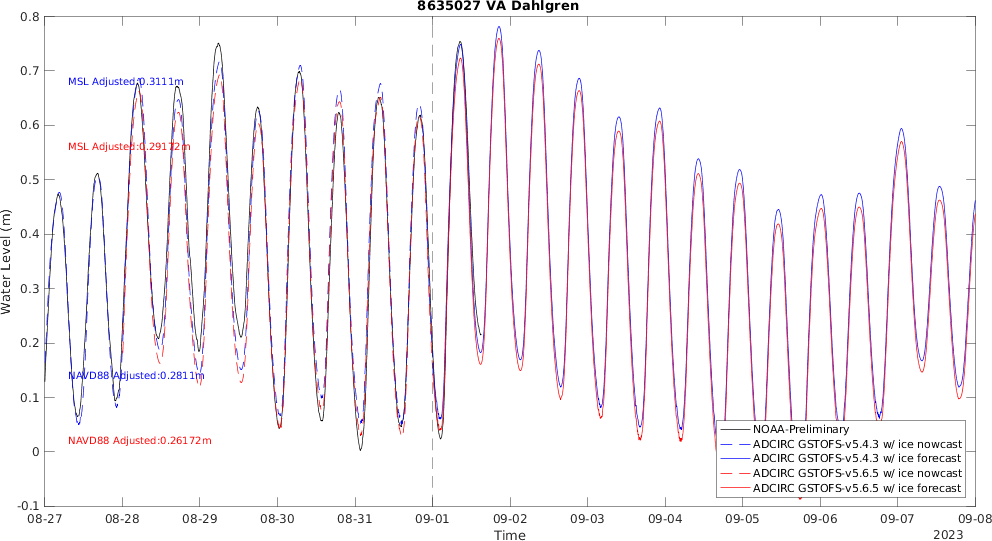 8635027 VA Dahlgren
Water Level (m)
0.8
0.7
0.6
0.5
0.4
0.3
0.2
0.1
0
-0.1
MSL Adjusted:0.3111m
MSL Adjusted:0.29172m
NAVD88 Adjusted:0.2811m
NAVD88 Adjusted:0.26172m
NOAA-Preliminary
ADCIRC GSTOFS-v5.4.3 w/ ice nowcast
ADCIRC GSTOFS-v5.4.3 w/ ice forecast
ADCIRC GSTOFS-v5.6.5 w/ ice nowcast
ADCIRC GSTOFS-v5.6.5 w/ ice forecast
08-27 08-28 08-29 08-30 08-31 09-01 09-02 09-03 09-04 09-05 09-06 09-07 09-08
Time
2023